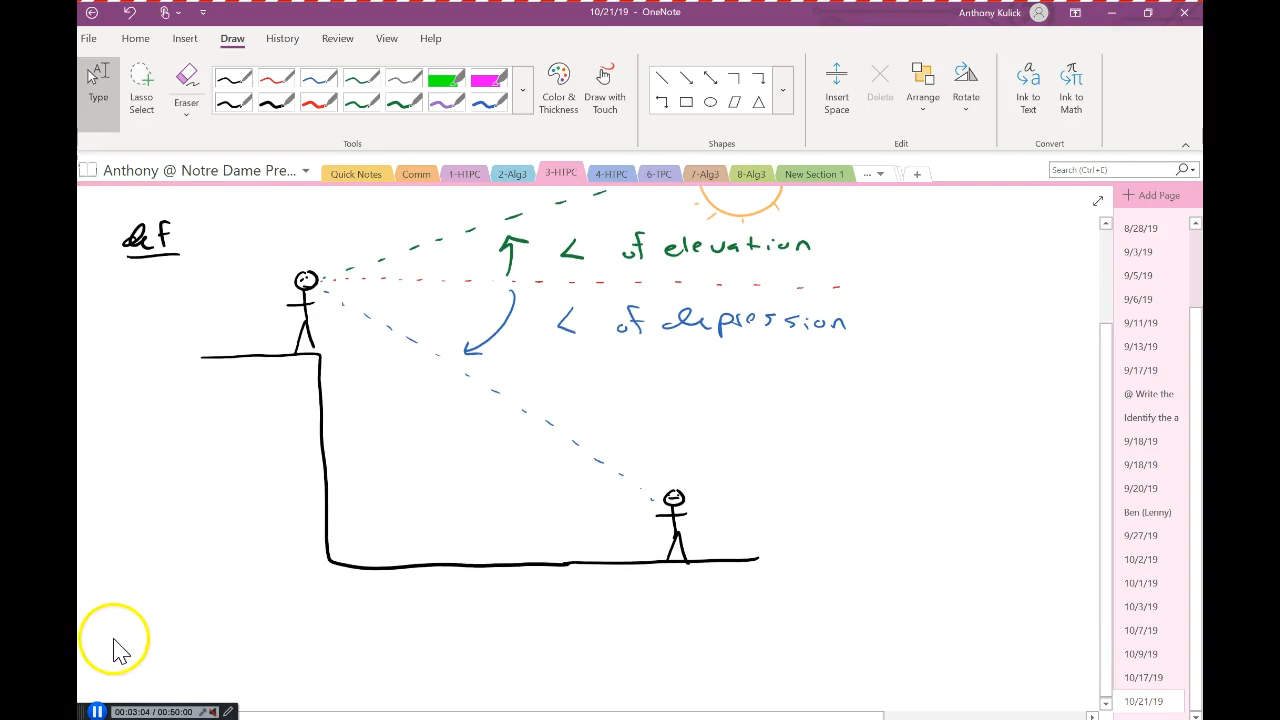 10/21/19 - OneNote
Anthony Kulick
File Home Insert Draw History Review View Help
Type
Lasso Select
Eraser
Color & Thickness
Draw with Touch
Insert Space
Delete
Arrange
Rotate
Ink to Text
Ink to Math
Tools
Shapes
Edit
Convert
Anthony @ Notre Dame Pre...
Quick Notes
Comm
1-HTPC
2-Alg3
3-HTPC
4-HTPC
6-TPC
7-Alg3
8-Alg3
New Section 1
...
Search (Ctrl+E)
Add Page
def
∠ of elevation
∠ of depression
8/28/19
9/3/19
9/5/19
9/6/19
9/11/19
9/13/19
9/17/19
@ Write the
Identify the a
9/18/19
9/18/19
9/20/19
Ben (Lenny)
9/27/19
10/2/19
10/1/19
10/3/19
10/7/19
10/9/19
10/17/19
10/21/19
00:03:04 / 00:50:00